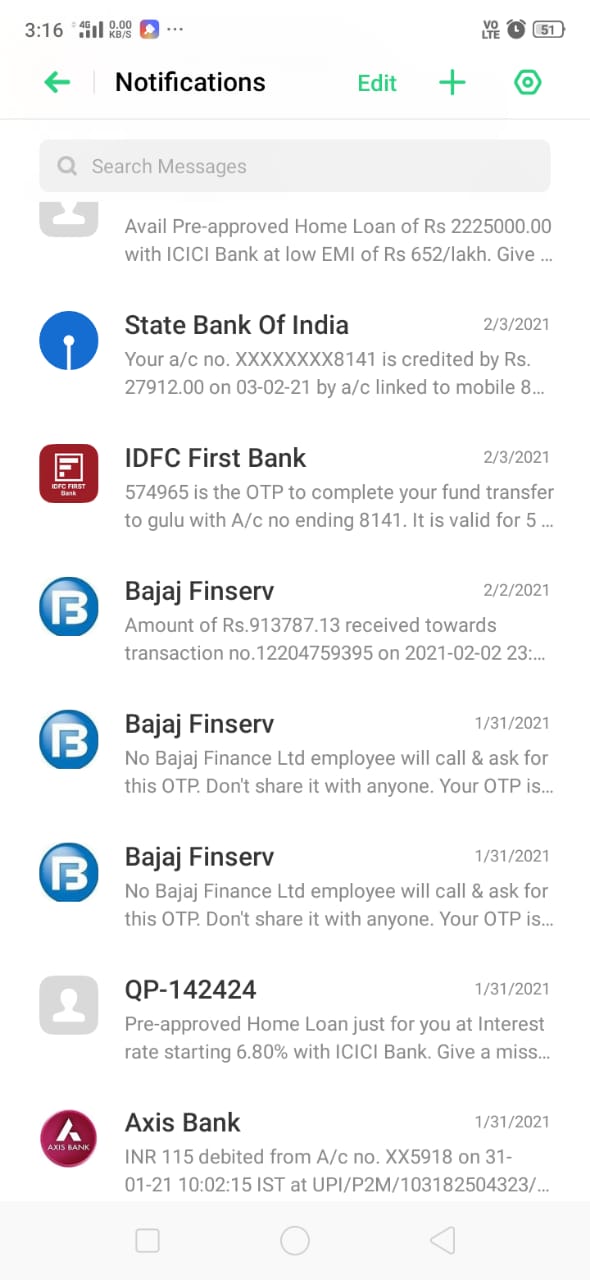 3:16 4G 0.00 KB/S ... VO LTE 51
Notifications Edit
Search Messages
Avail Pre-approved Home Loan of Rs 2225000.00
with ICICI Bank at low EMI of Rs 652/lakh. Give ...
State Bank Of India 2/3/2021
Your a/c no. XXXXXXXX8141 is credited by Rs.
27912.00 on 03-02-21 by a/c linked to mobile 8...
IDFC FIRST Bank
IDFC First Bank 2/3/2021
574965 is the OTP to complete your fund transfer
to gulu with A/c no ending 8141. It is valid for 5 ...
Bajaj Finserv 2/2/2021
Amount of Rs.913787.13 received towards
transaction no.12204759395 on 2021-02-02 23:...
Bajaj Finserv 1/31/2021
No Bajaj Finance Ltd employee will call & ask for
this OTP. Don't share it with anyone. Your OTP is...
Bajaj Finserv 1/31/2021
No Bajaj Finance Ltd employee will call & ask for
this OTP. Don't share it with anyone. Your OTP is...
QP-142424 1/31/2021
Pre-approved Home Loan just for you at Interest
rate starting 6.80% with ICICI Bank. Give a miss...
AXIS BANK
Axis Bank 1/31/2021
INR 115 debited from A/c no. XX5918 on 31-
01-21 10:02:15 IST at UPI/P2M/103182504323/...